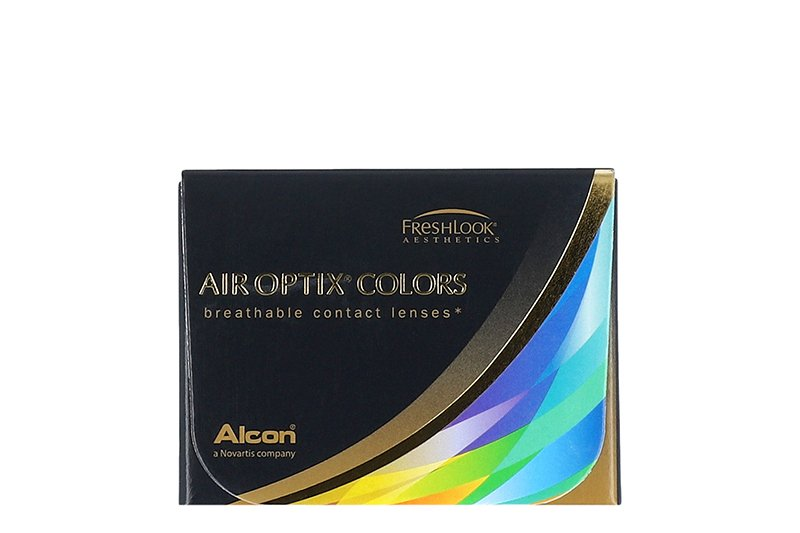 FRESHLOOK®
AESTHETICS
AIR OPTIX® COLORS
breathable contact lenses*
Alcon®
a Novartis company